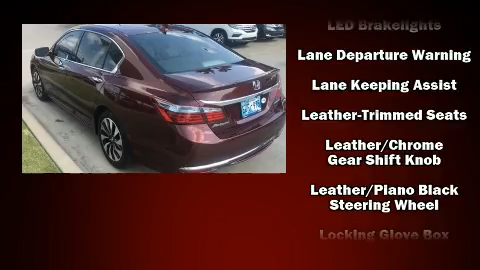 LED Brakelights
Lane Departure Warning
Lane Keeping Assist
Leather-Trimmed Seats
Leather/Chrome
Gear Shift Knob
Leather/Piano Black
Steering Wheel
Locking Glove Box